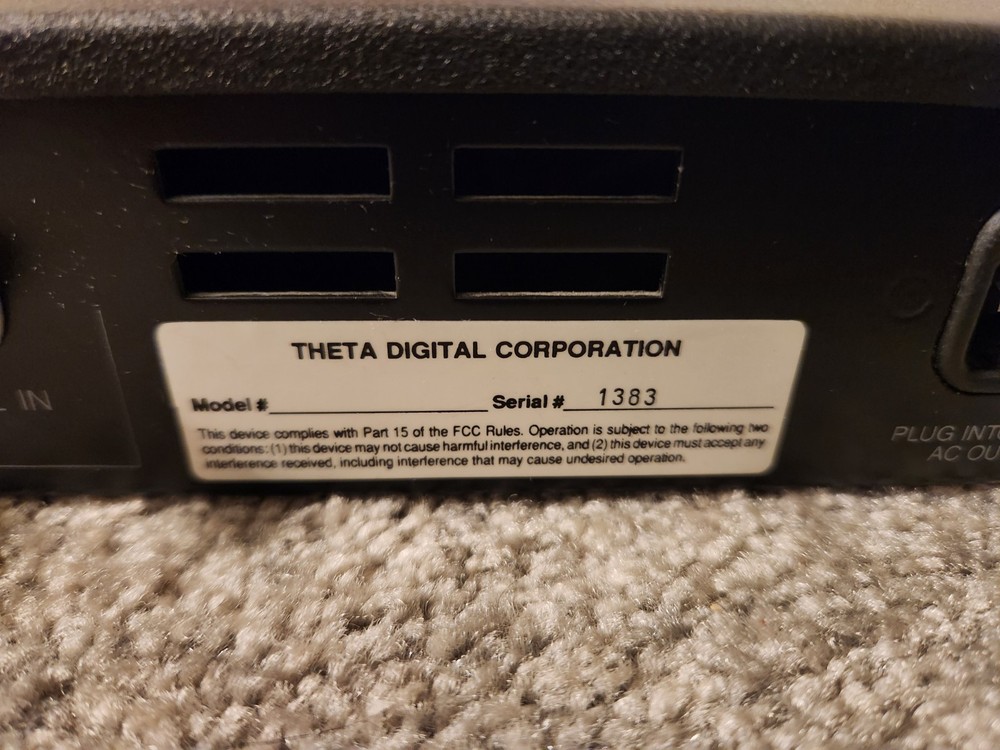 THETA DIGITAL CORPORATION
Model # Serial # 1383
This device complies with Part 15 of the FCC Rules. Operation is subject to the following two
conditions: (1) this device may not cause harmful interference, and (2) this device must accept any
interference received, including interference that may cause undesired operation.
IN
PLUG INTO
AC